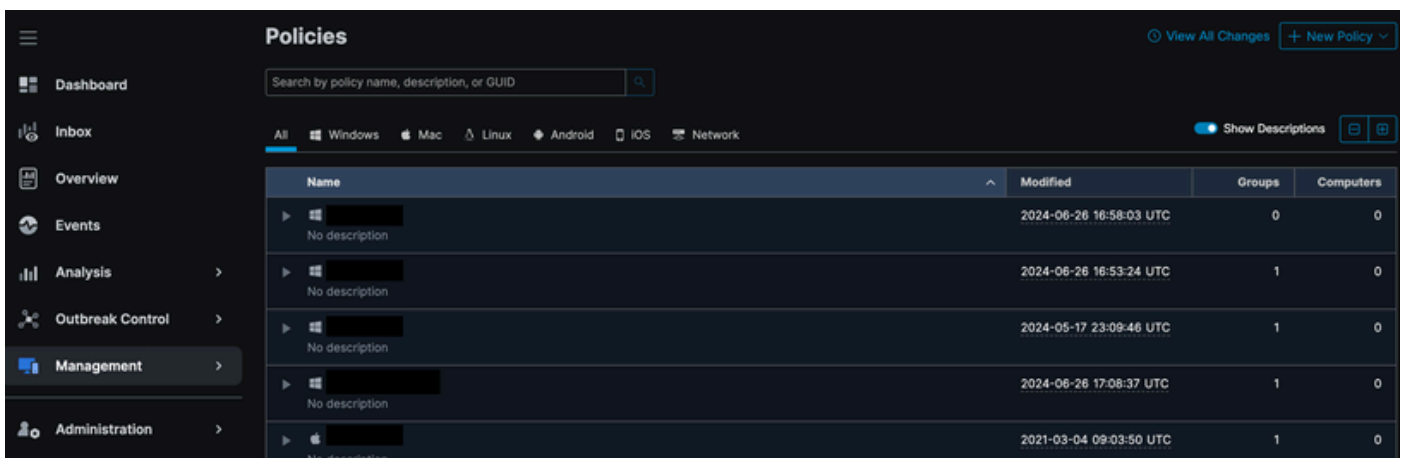 Policies
View All Changes
+ New Policy
Search by policy name, description, or GUID
Dashboard
Inbox
Overview
Events
Analysis
Outbreak Control
Management
Administration
All Windows Mac Linux Android iOS Network
Show Descriptions
Name Modified Groups Computers
2024-06-26 16:58:03 UTC 0 0
No description
2024-06-26 16:53:24 UTC 1 0
No description
2024-05-17 23:09:46 UTC 1 0
No description
2024-06-26 17:08:37 UTC 1 0
No description
2021-03-04 09:03:50 UTC 1 0